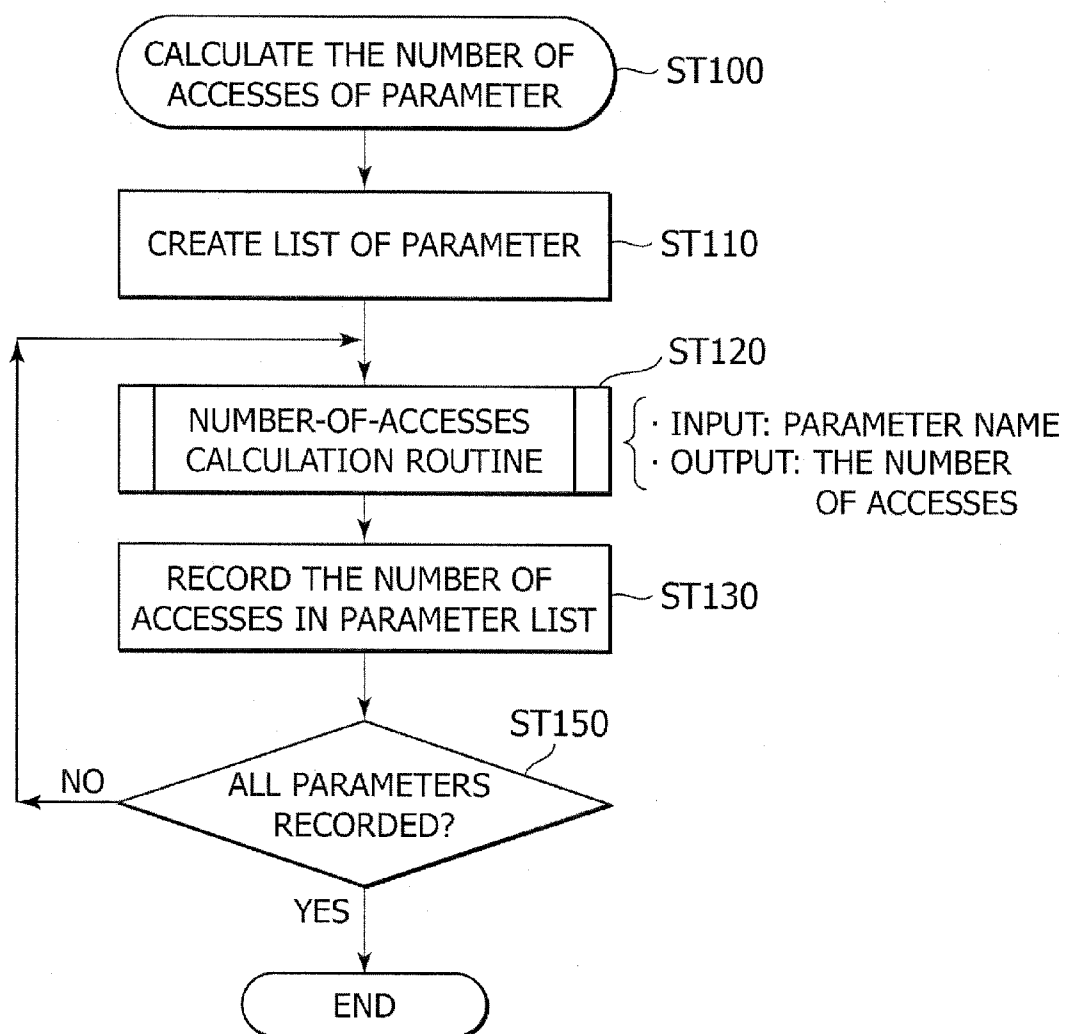 CALCULATE THE NUMBER OF
ACCESSES OF PARAMETER
ST100
CREATE LIST OF PARAMETER
ST110
ST120
NUMBER-OF-ACCESSES
CALCULATION ROUTINE
· INPUT: PARAMETER NAME
· OUTPUT: THE NUMBER
OF ACCESSES
RECORD THE NUMBER OF
ACCESSES IN PARAMETER LIST
ST130
ST150
ALL PARAMETERS
RECORDED?
NO
YES
END